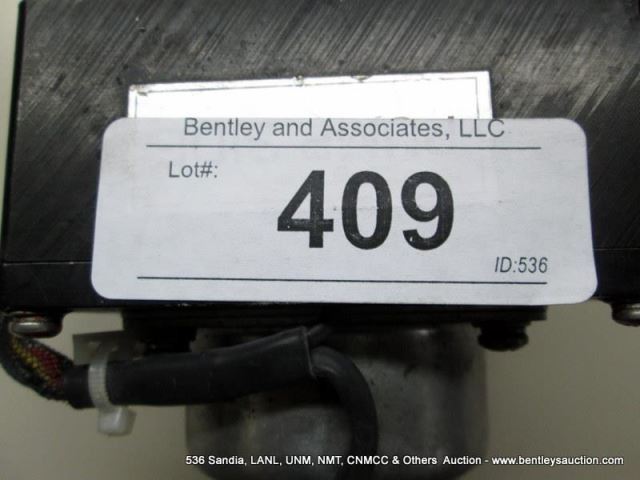 Bentley and Associates, LLC
Lot#:
409
ID:536
536 Sandia, LANL, UNM, NMT, CNMCC & Others Auction - www.bentleysauction.com